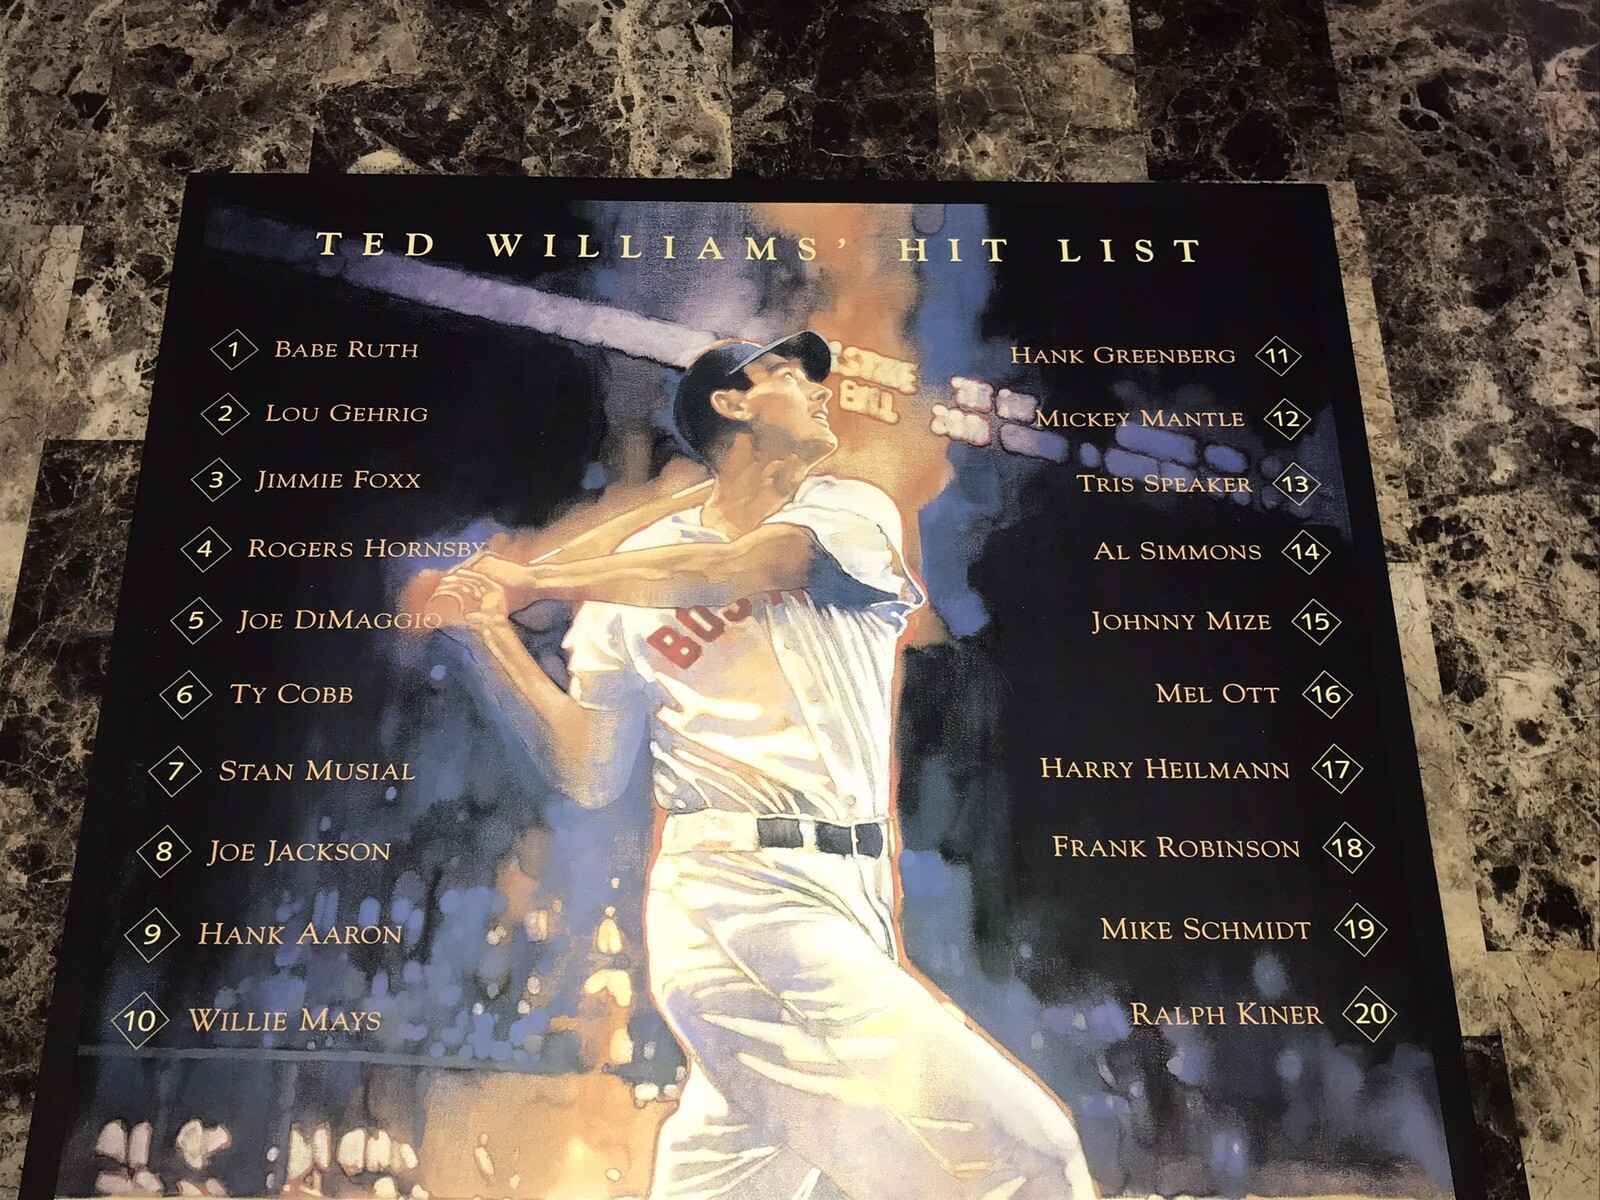 TED WILLIAMS' HIT LIST
1 BABE RUTH
2 LOU GEHRIG
3 JIMMIE FOXX
4 ROGERS HORNSBY
5 JOE DIMAGGIO
6 TY COBB
7 STAN MUSIAL
8 JOE JACKSON
9 HANK AARON
10 WILLIE MAYS
HANK GREENBERG 11
MICKEY MANTLE 12
TRIS SPEAKER 13
AL SIMMONS 14
JOHNNY MIZE 15
MEL OTT 16
HARRY HEILMANN 17
FRANK ROBINSON 18
MIKE SCHMIDT 19
RALPH KINER 20